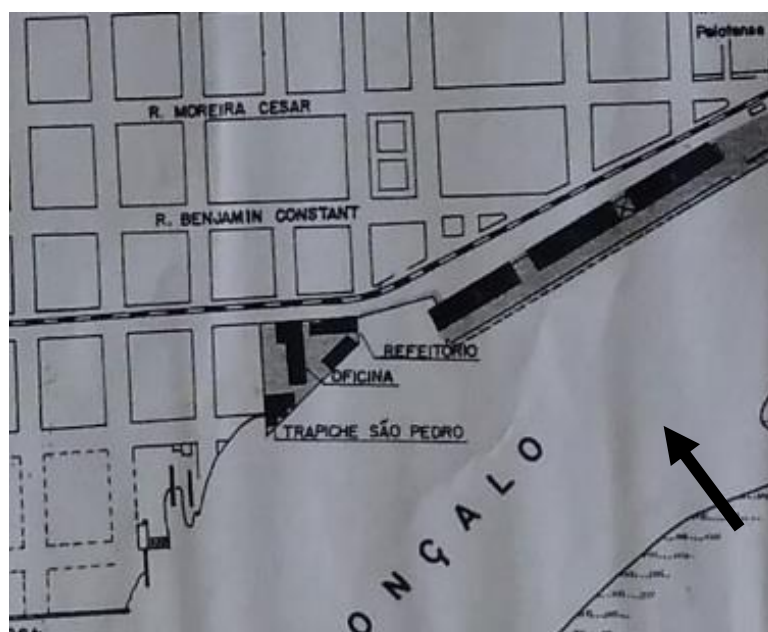 Pelotense
R. MOREIRA CESAR
R. BENJAMIN CONSTANT
REFEITÓRIO
OFICINA
TRAPICHE SÃO PEDRO
ONÇALO